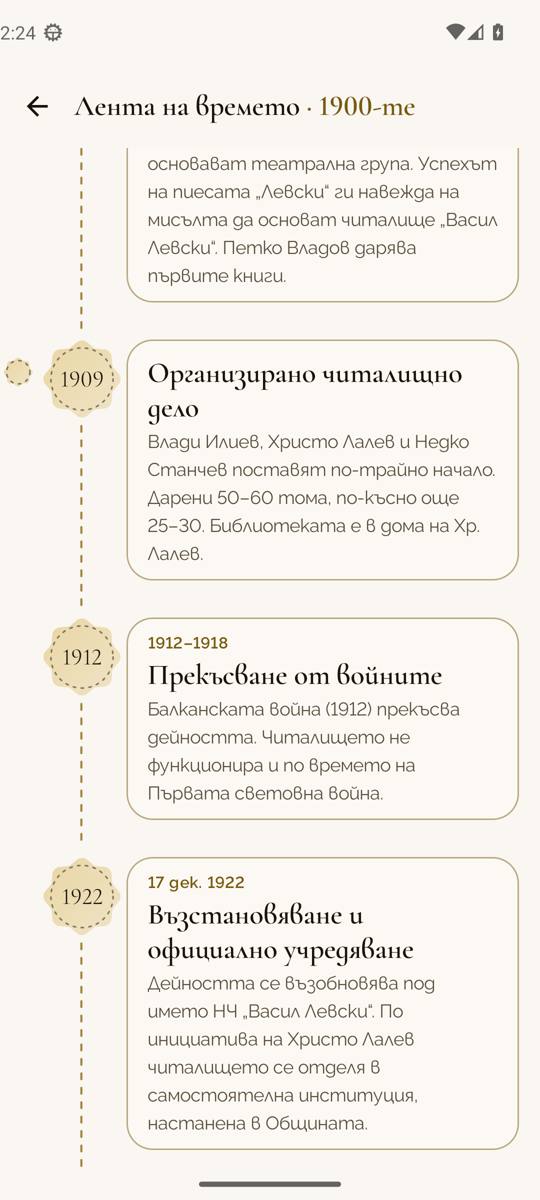 2:24
Лента на времето · 1900-те
основават театрална група. Успехът
на пиесата „Левски“ ги навежда на
мисълта да основат читалище „Васил
Левски“. Петко Владов дарява
първите книги.
1909
Организирано читалищно
дело
Влади Илиев, Христо Лалев и Недко
Станчев поставят по-трайно начало.
Дарени 50–60 тома, по-късно още
25–30. Библиотеката е в дома на Хр.
Лалев.
1912
1912–1918
Прекъсване от войните
Балканската война (1912) прекъсва
дейността. Читалището не
функционира и по времето на
Първата световна война.
1922
17 дек. 1922
Възстановяване и
официално учредяване
Дейността се възобновява под
името НЧ „Васил Левски“. По
инициатива на Христо Лалев
читалището се отделя в
самостоятелна институция,
настанена в Общината.